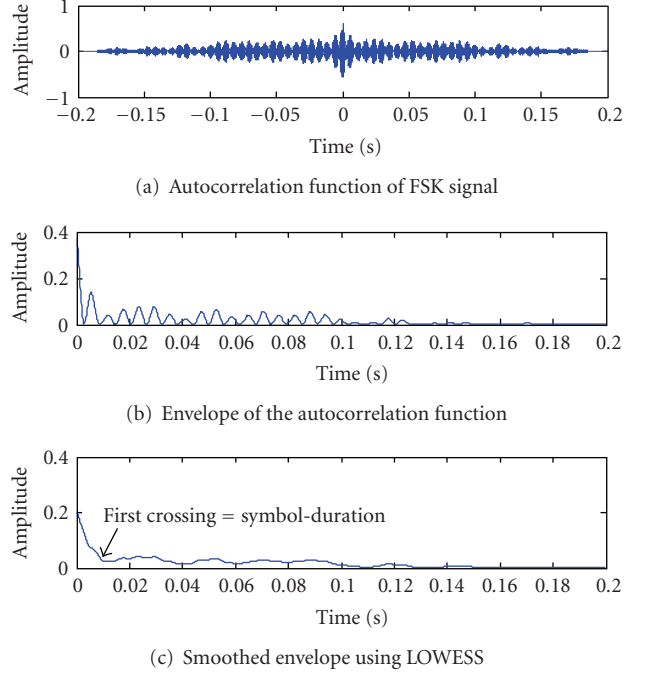 Amplitude
1
0
−1
−0.2 −0.15 −0.1 −0.05 0 0.05 0.1 0.15 0.2
Time (s)
(a) Autocorrelation function of FSK signal
Amplitude
0.4
0.2
0
0 0.02 0.04 0.06 0.08 0.1 0.12 0.14 0.16 0.18 0.2
Time (s)
(b) Envelope of the autocorrelation function
Amplitude
0.4
0.2
0
First crossing = symbol-duration
0 0.02 0.04 0.06 0.08 0.1 0.12 0.14 0.16 0.18 0.2
Time (s)
(c) Smoothed envelope using LOWESS